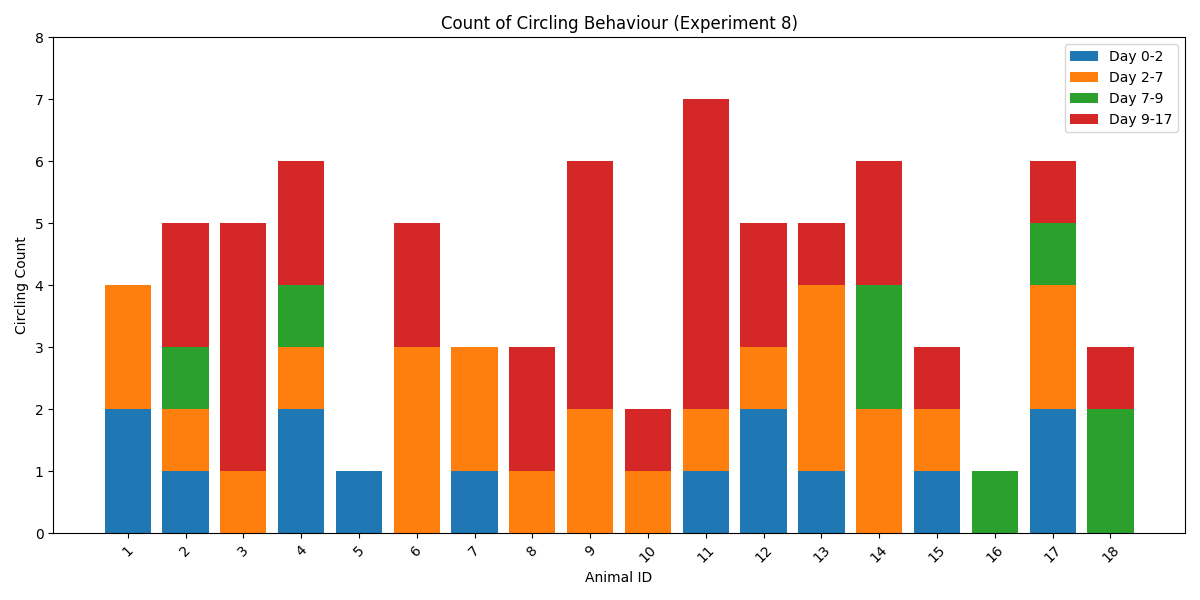 Count of Circling Behaviour (Experiment 8)
Day 0-2
Day 2-7
Day 7-9
Day 9-17
8
7
6
5
4
3
2
1
0
Circling Count
1 2 3 4 5 6 7 8 9 10 11 12 13 14 15 16 17 18
Animal ID